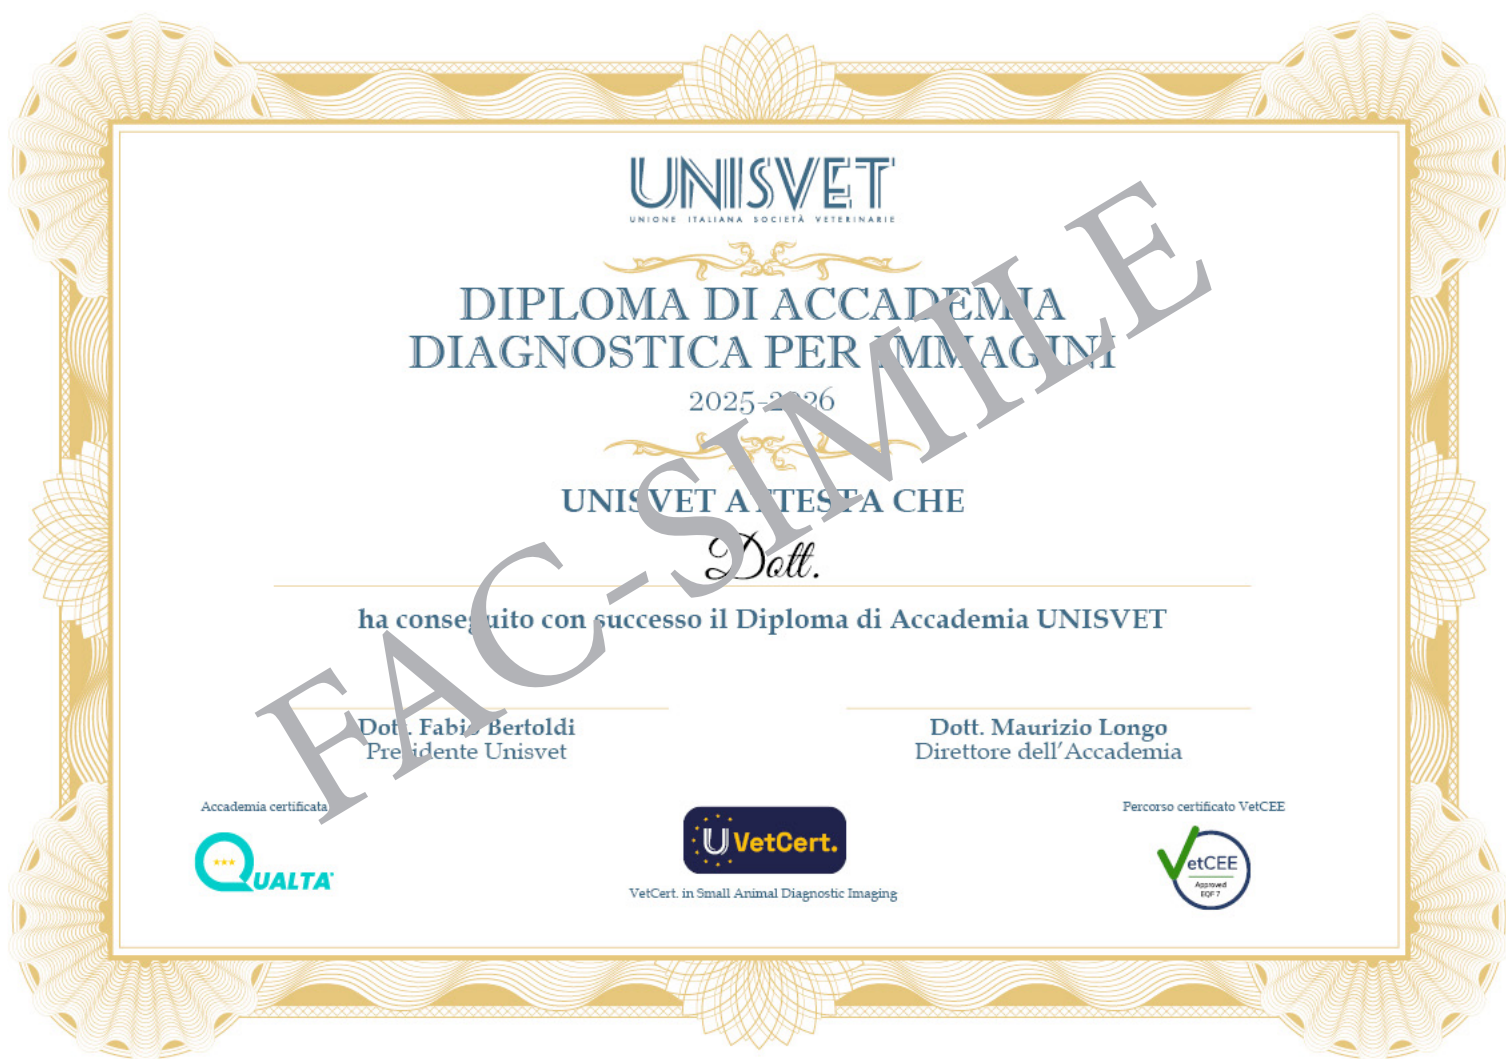 UNISVET
UNIONE ITALIANA SOCIETÀ VETERINARIE
DIPLOMA DI ACCADEMIA
DIAGNOSTICA PER IMMAGINI
2025-2026
UNISVET ATTESTA CHE
Dott.
ha conseguito con successo il Diploma di Accademia UNISVET
FAC-SIMILE
Dott. Fabio Bertoldi
Presidente Unisvet
Dott. Maurizio Longo
Direttore dell'Accademia
Accademia certificata
QUALTA
U VetCert.
VetCert. in Small Animal Diagnostic Imaging
Percorso certificato VetCEE
VetCEE
Approved
EQF 7